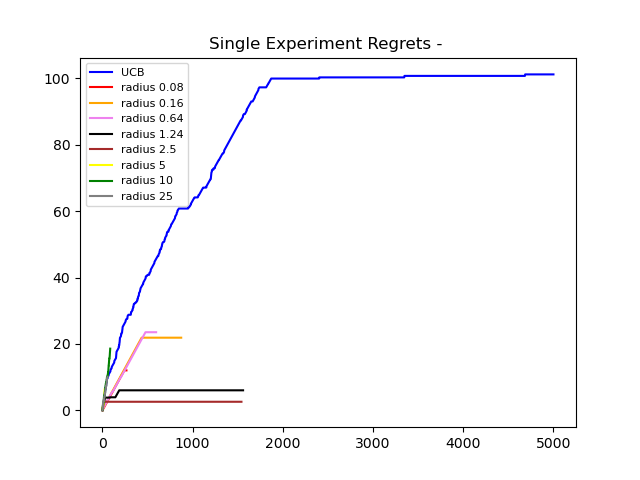 Single Experiment Regrets -
UCB
radius 0.08
radius 0.16
radius 0.64
radius 1.24
radius 2.5
radius 5
radius 10
radius 25
100
80
60
40
20
0
0 1000 2000 3000 4000 5000